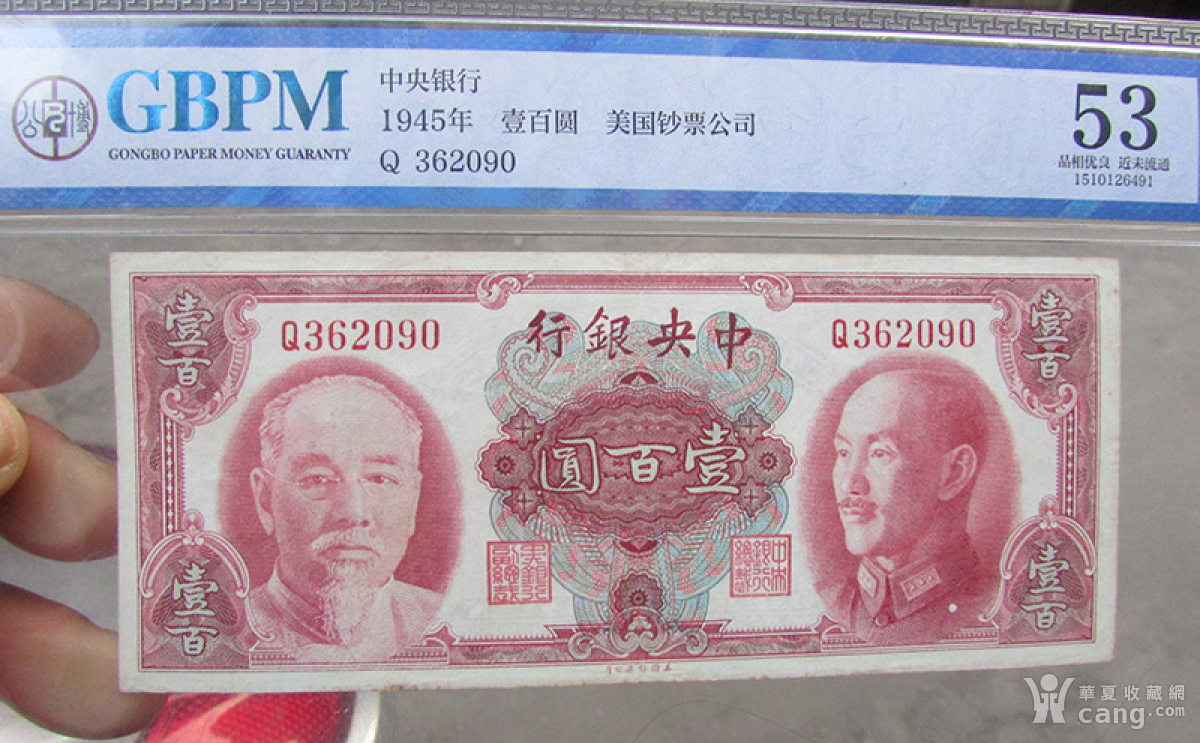 GBPM
GONGBO PAPER MONEY GUARANTY
中央银行
1945年 壹百圆 美国钞票公司
Q 362090
53
品相优良 近未流通
1510126491
壹百
Q362090
行銀央中
Q362090
壹百
圓百壹
壹百
壹百
華夏收藏網
cang.com